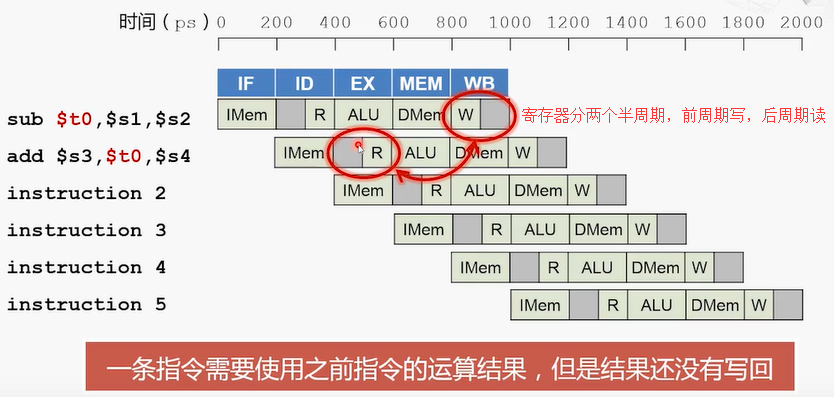 时间（ps） 0 200 400 600 800 1000 1200 1400 1600 1800 2000
IF ID EX MEM WB
sub $t0,$s1,$s2 IMem R ALU DMem W 寄存器分两个半周期，前周期写，后周期读
add $s3,$t0,$s4 IMem R ALU DMem W
instruction 2 IMem R ALU DMem W
instruction 3 IMem R ALU DMem W
instruction 4 IMem R ALU DMem W
instruction 5 IMem R ALU DMem W
一条指令需要使用之前指令的运算结果，但是结果还没有写回